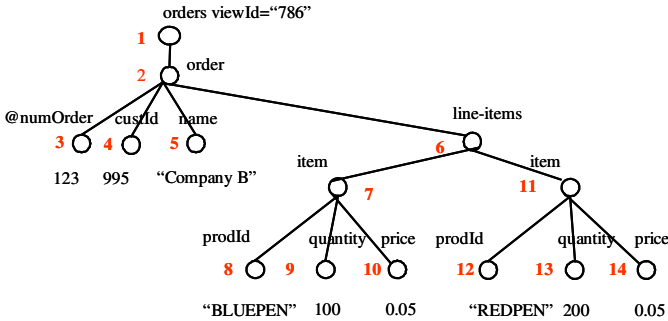 orders viewId=“786”
1
2 order
@numOrder custId name line-items
3 4 5 6
123 995 “Company B”
item item
7 11
prodId quantity price prodId quantity price
8 9 10 12 13 14
“BLUEPEN” 100 0.05 “REDPEN” 200 0.05